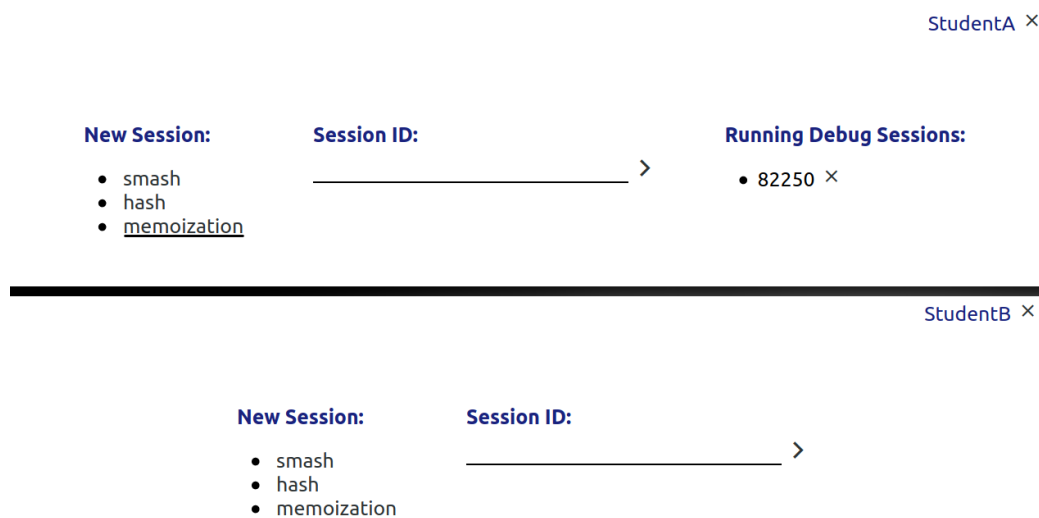 StudentA ×
New Session: Session ID: Running Debug Sessions:
• smash > • 82250 ×
• hash
• memoization
StudentB ×
New Session: Session ID:
• smash >
• hash
• memoization